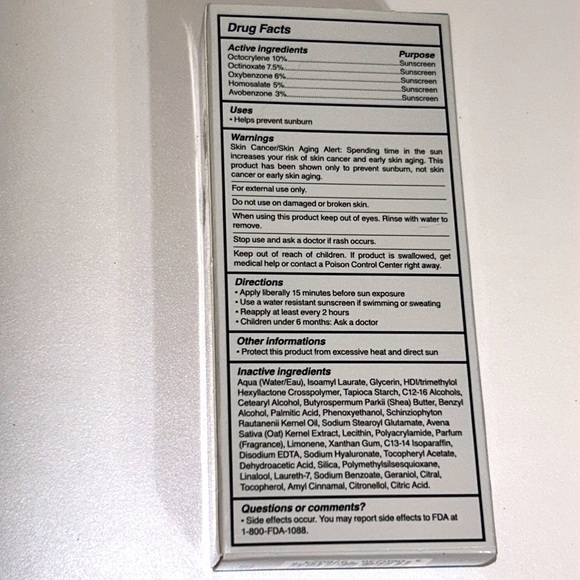 Drug Facts
Active ingredients Purpose
Octocrylene 10% Sunscreen
Octinoxate 7.5% Sunscreen
Oxybenzone 6% Sunscreen
Homosalate 5% Sunscreen
Avobenzone 3% Sunscreen
Uses
• Helps prevent sunburn
Warnings
Skin Cancer/Skin Aging Alert: Spending time in the sun
increases your risk of skin cancer and early skin aging. This
product has been shown only to prevent sunburn, not skin
cancer or early skin aging.
For external use only.
Do not use on damaged or broken skin.
When using this product keep out of eyes. Rinse with water to
remove.
Stop use and ask a doctor if rash occurs.
Keep out of reach of children. If product is swallowed, get
medical help or contact a Poison Control Center right away.
Directions
• Apply liberally 15 minutes before sun exposure
• Use a water resistant sunscreen if swimming or sweating
• Reapply at least every 2 hours
• Children under 6 months: Ask a doctor
Other informations
• Protect this product from excessive heat and direct sun
Inactive ingredients
Aqua (Water/Eau), Isoamyl Laurate, Glycerin, HDI/trimethylol
Hexyllactone Crosspolymer, Tapioca Starch, C12-16 Alcohols,
Cetearyl Alcohol, Butyrospermum Parkii (Shea) Butter, Benzyl
Alcohol, Palmitic Acid, Phenoxyethanol, Schinziophyton
Rautanenii Kernel Oil, Sodium Stearoyl Glutamate, Avena
Sativa (Oat) Kernel Extract, Lecithin, Polyacrylamide, Parfum
(Fragrance), Limonene, Xanthan Gum, C13-14 Isoparaffin,
Disodium EDTA, Sodium Hyaluronate, Tocopheryl Acetate,
Dehydroacetic Acid, Silica, Polymethylsilsesquioxane,
Linalool, Laureth-7, Sodium Benzoate, Geraniol, Citral,
Tocopherol, Amyl Cinnamal, Citronellol, Citric Acid.
Questions or comments?
• Side effects occur. You may report side effects to FDA at
1-800-FDA-1088.